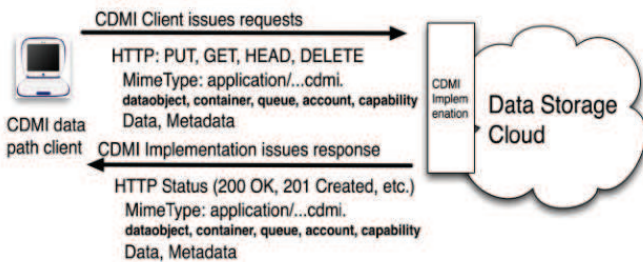 CDMI Client issues requests
HTTP: PUT, GET, HEAD, DELETE
MimeType: application/...cdmi.
dataobject, container, queue, account, capability
Data, Metadata
CDMI data
path client
CDMI Implementation issues response
HTTP Status (200 OK, 201 Created, etc.)
MimeType: application/...cdmi.
dataobject, container, queue, account, capability
Data, Metadata
CDMI
Implem
enation
Data Storage
Cloud